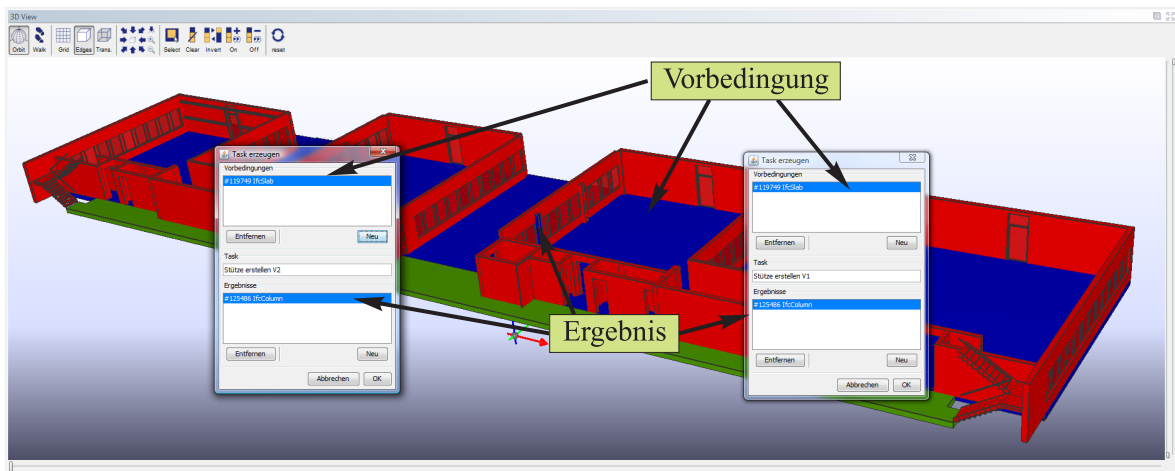 3D View
Orbit Walk Grid Edges Trans. Select Clear Invert On Off reset
Vorbedingung
Task erzeugen
Vorbedingungen
#119749 IfcSlab
Entfernen Neu
Task
Stütze erstellen V2
Ergebnisse
#125486 IfcColumn
Entfernen Neu
Abbrechen OK
Ergebnis
Task erzeugen
Vorbedingungen
#119749 IfcSlab
Entfernen Neu
Task
Stütze erstellen V1
Ergebnisse
#125486 IfcColumn
Entfernen Neu
Abbrechen OK